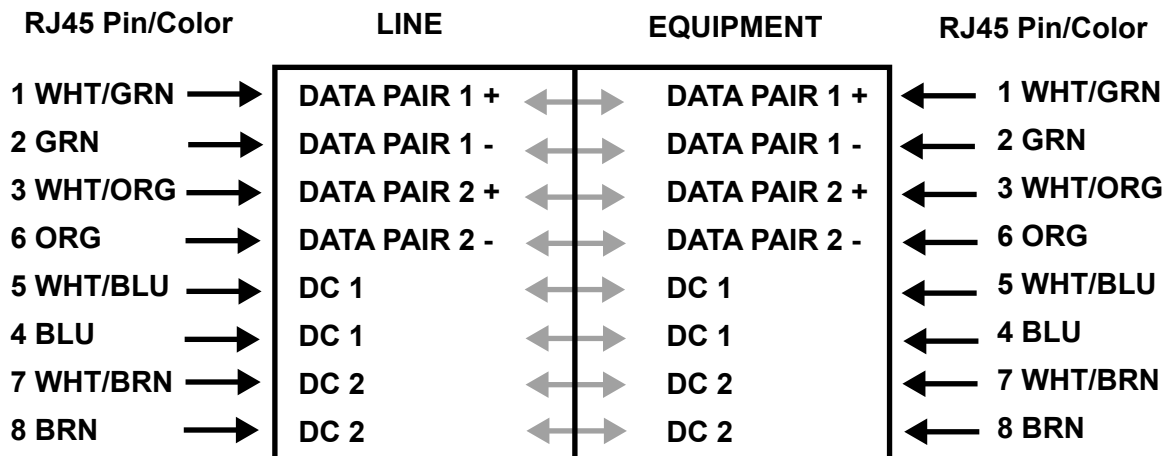 RJ45 Pin/Color LINE EQUIPMENT RJ45 Pin/Color
1 WHT/GRN DATA PAIR 1 + DATA PAIR 1 + 1 WHT/GRN
2 GRN DATA PAIR 1 - DATA PAIR 1 - 2 GRN
3 WHT/ORG DATA PAIR 2 + DATA PAIR 2 + 3 WHT/ORG
6 ORG DATA PAIR 2 - DATA PAIR 2 - 6 ORG
5 WHT/BLU DC 1 DC 1 5 WHT/BLU
4 BLU DC 1 DC 1 4 BLU
7 WHT/BRN DC 2 DC 2 7 WHT/BRN
8 BRN DC 2 DC 2 8 BRN